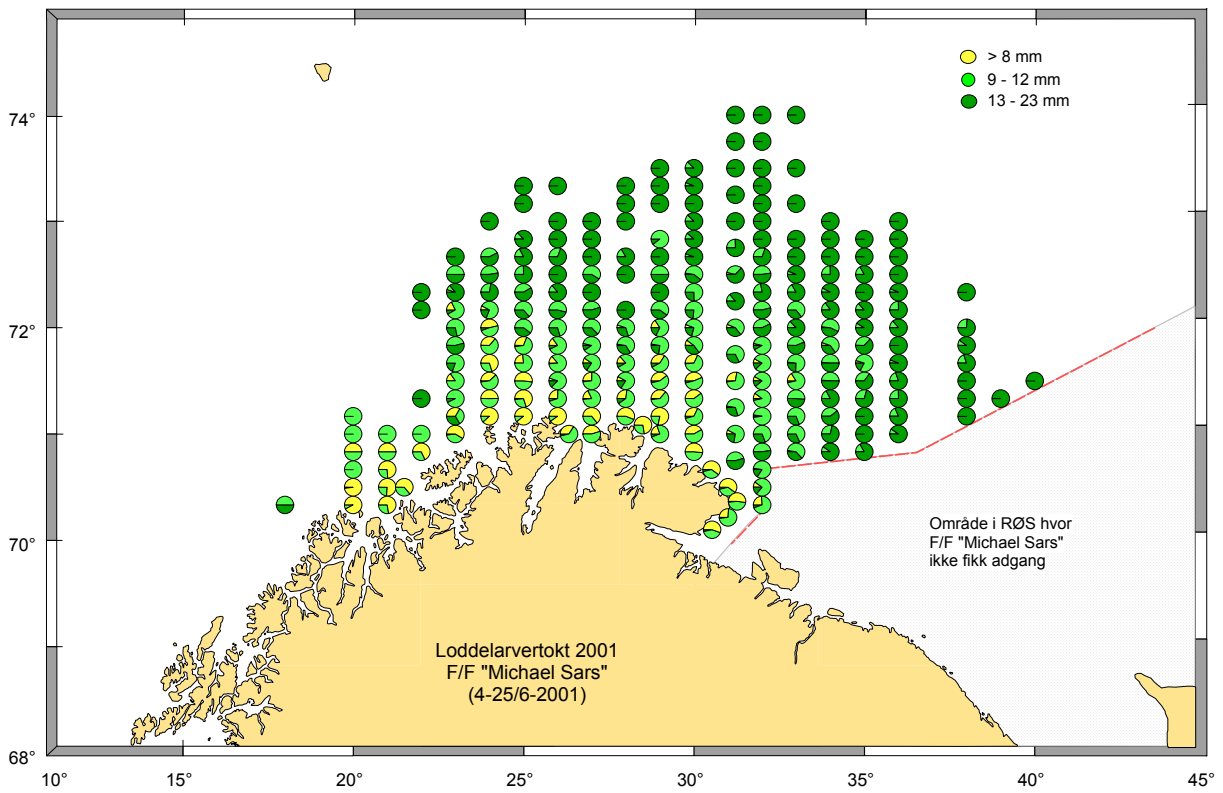 > 8 mm
9 - 12 mm
13 - 23 mm
74°
72°
70°
68°
Område i RØS hvor
F/F "Michael Sars"
ikke fikk adgang
Loddelarvertokt 2001
F/F "Michael Sars"
(4-25/6-2001)
10°
15°
20°
25°
30°
35°
40°
45°